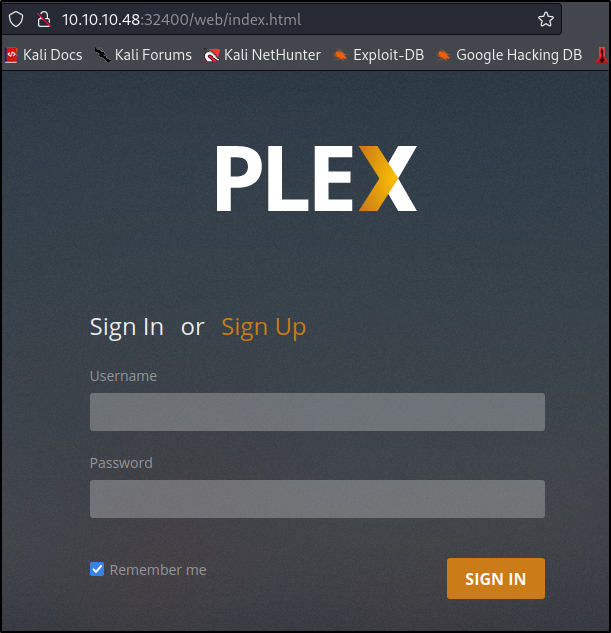 10.10.10.48:32400/web/index.html
Kali Docs Kali Forums Kali NetHunter Exploit-DB Google Hacking DB
PLEX
Sign In or Sign Up
Username
Password
Remember me SIGN IN